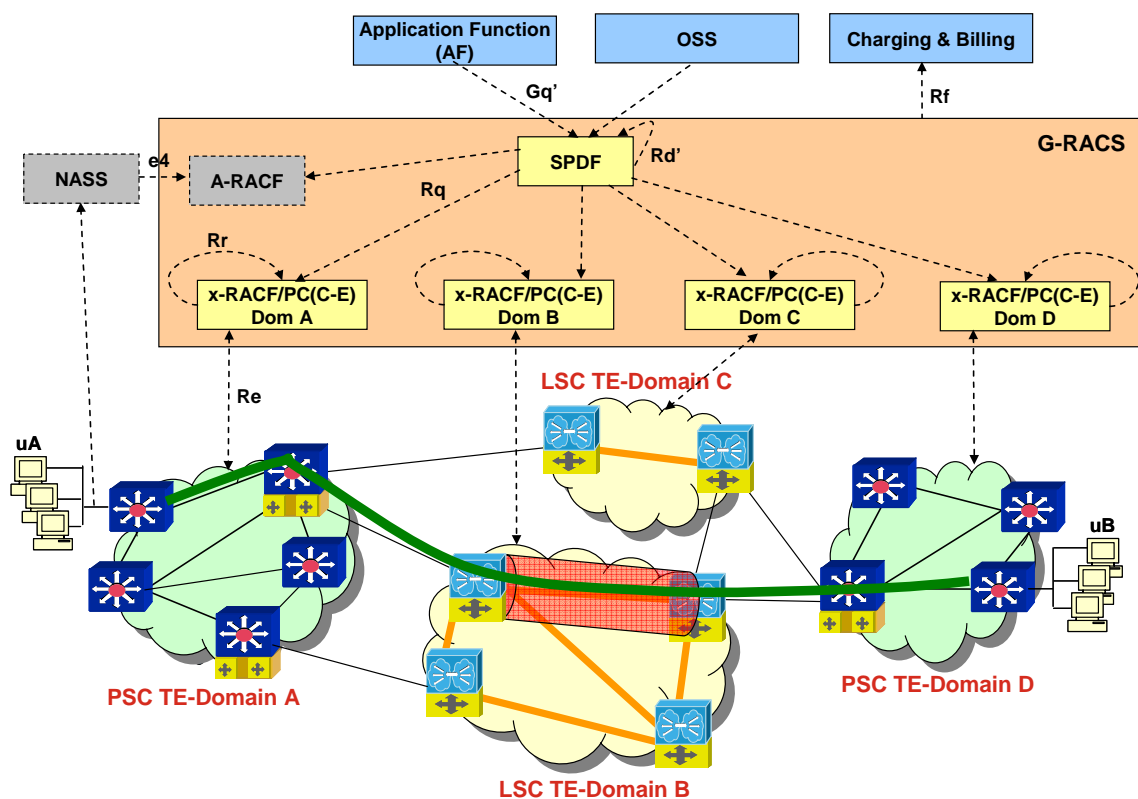 Application Function
(AF)
OSS
Charging & Billing
Gq’
Rf
G-RACS
NASS
e4
A-RACF
SPDF
Rd’
Rq
Rr
x-RACF/PC(C-E)
Dom A
x-RACF/PC(C-E)
Dom B
x-RACF/PC(C-E)
Dom C
x-RACF/PC(C-E)
Dom D
Re
LSC TE-Domain C
uA
uB
PSC TE-Domain A
PSC TE-Domain D
LSC TE-Domain B